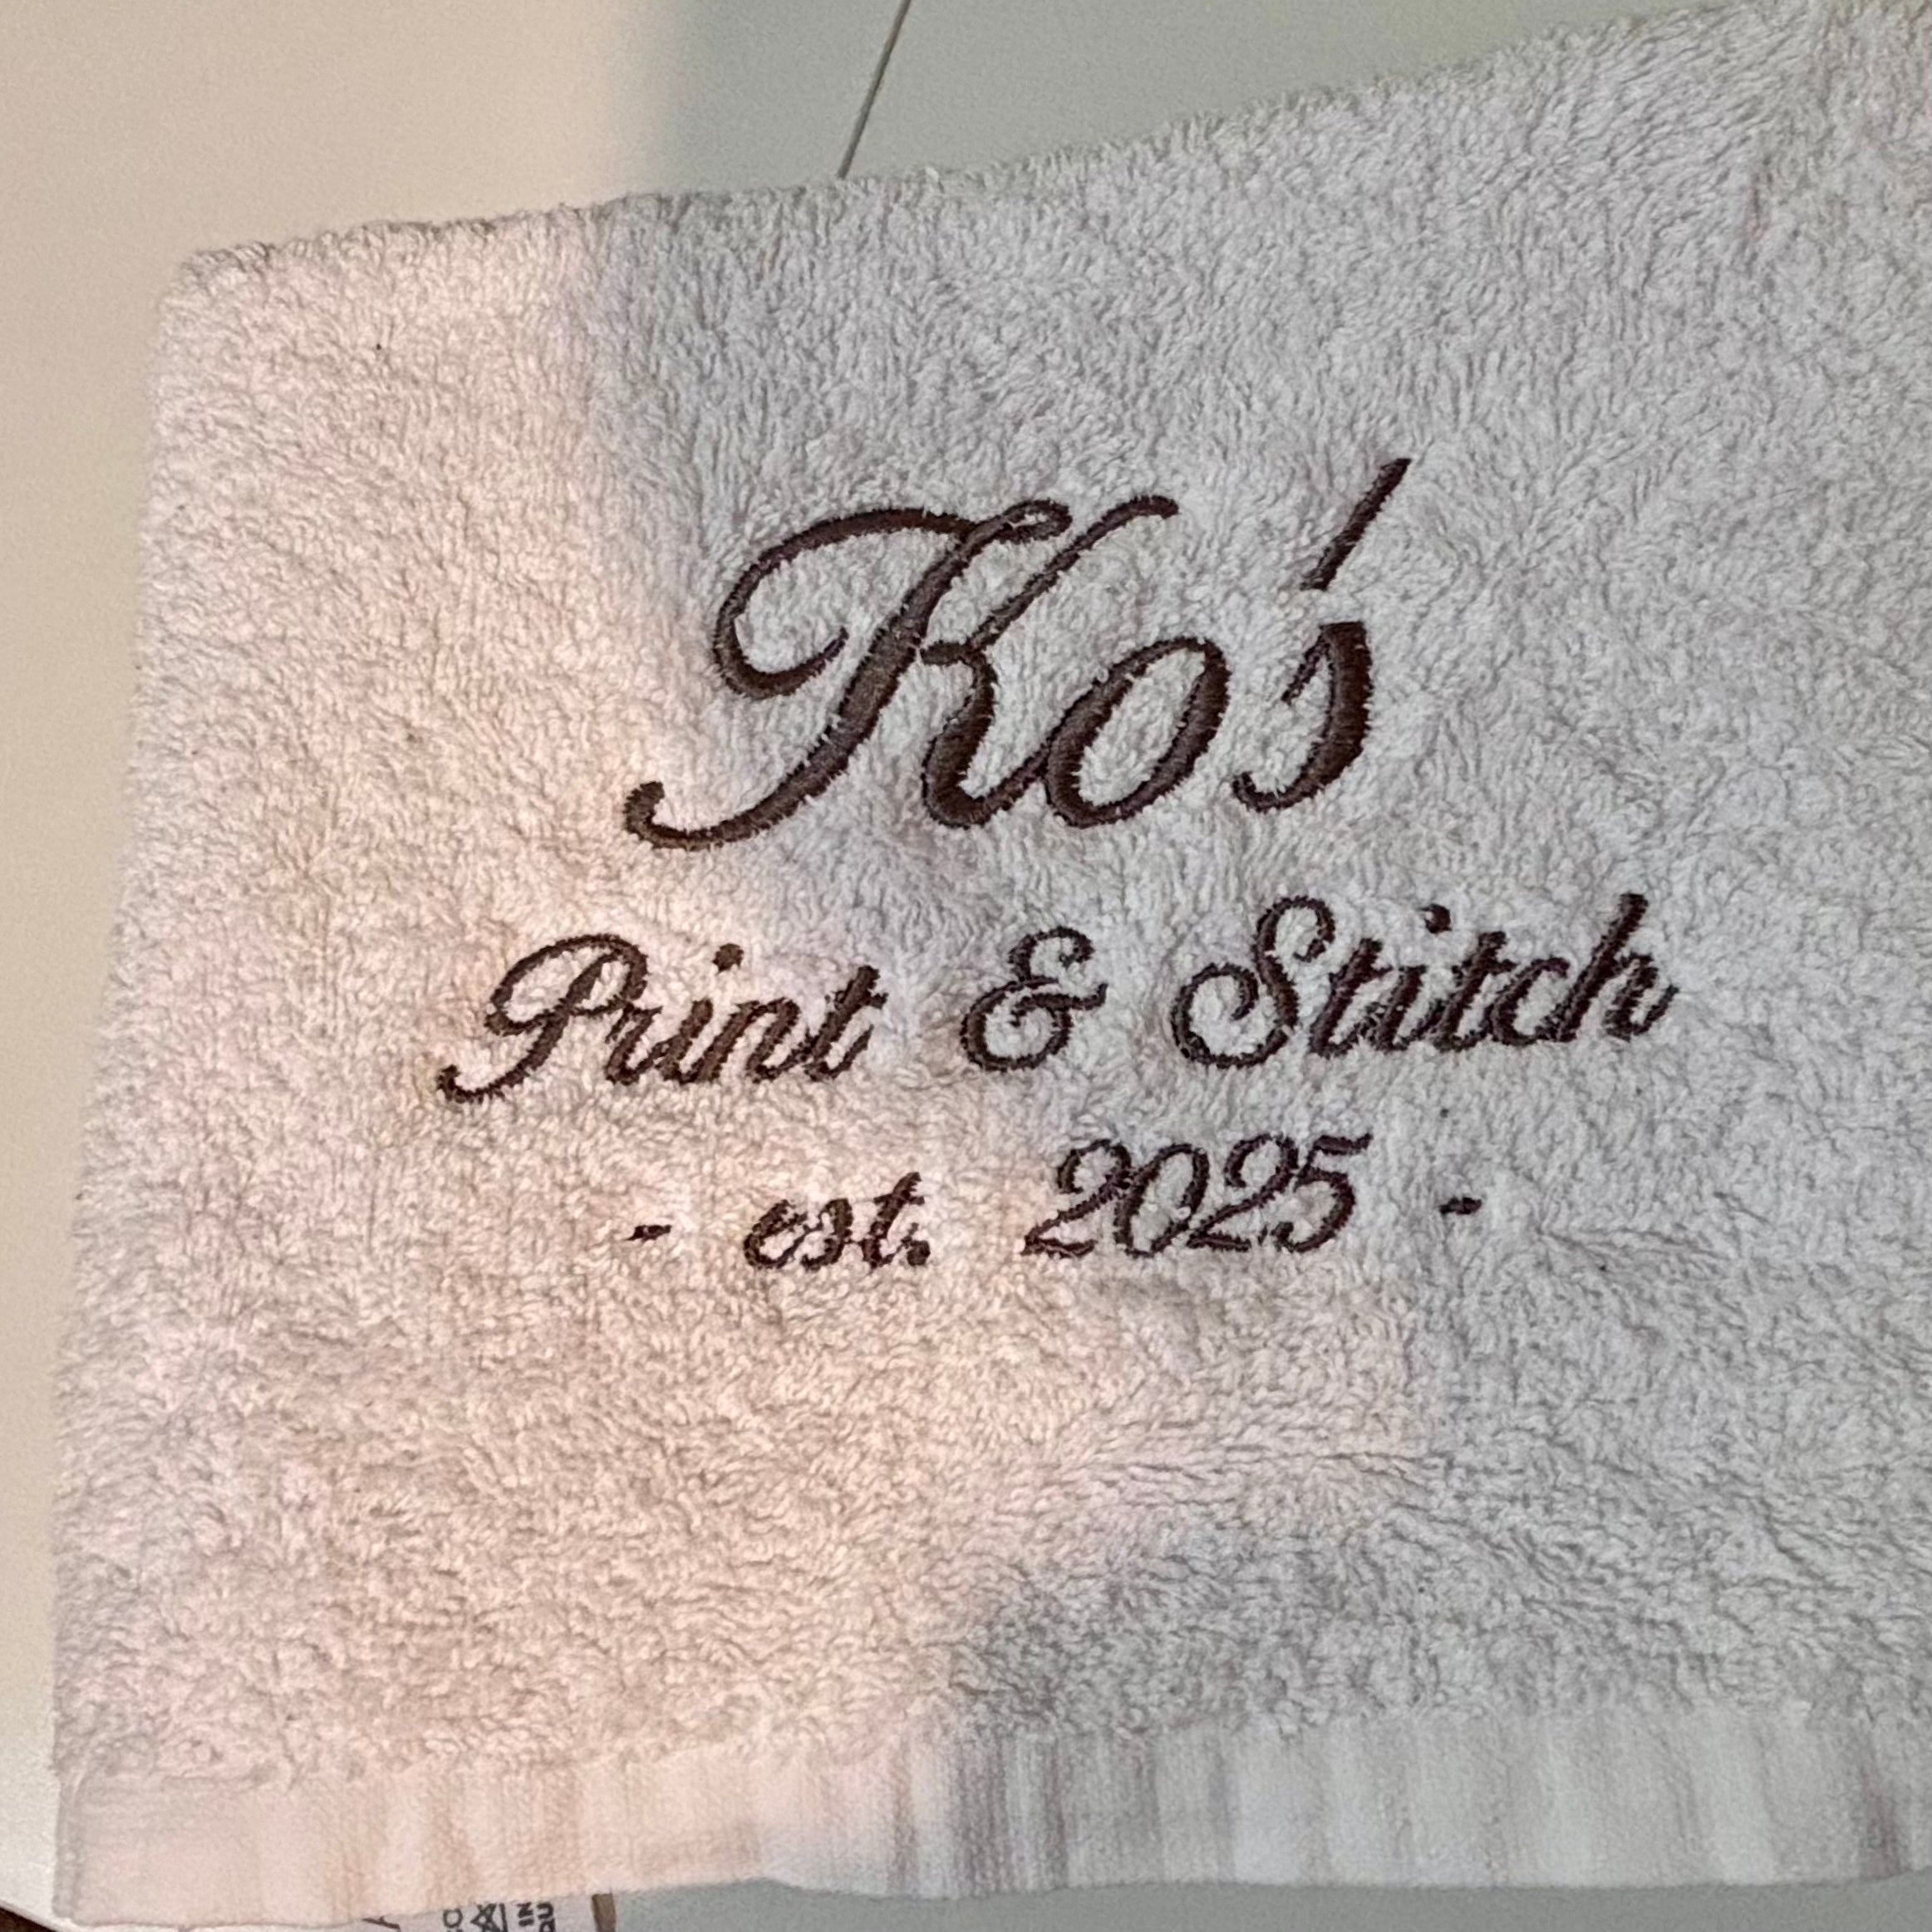 Ko's
Print & Stitch
- est. 2025 -